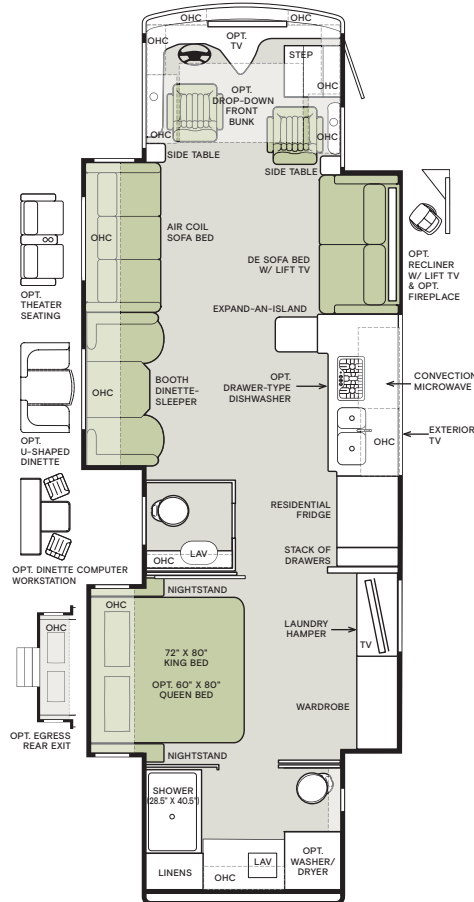 OHC
OHC
OHC
OPT.
TV
STEP
OHC
OPT.
DROP-DOWN
FRONT
BUNK
OHC
OHC
SIDE TABLE
SIDE TABLE
OHC
AIR COIL
SOFA BED
DE SOFA BED
W/ LIFT TV
OPT.
RECLINER
W/ LIFT TV
& OPT.
FIREPLACE
OPT.
THEATER
SEATING
EXPAND-AN-ISLAND
OHC
BOOTH
DINETTE-
SLEEPER
OPT.
DRAWER-TYPE
DISHWASHER
CONVECTION
MICROWAVE
OHC
EXTERIOR
TV
OPT.
U-SHAPED
DINETTE
RESIDENTIAL
FRIDGE
LAV
OHC
STACK OF
DRAWERS
OPT. DINETTE COMPUTER
WORKSTATION
NIGHTSTAND
OHC
OHC
72" X 80"
KING BED
OPT. 60" X 80"
QUEEN BED
LAUNDRY
HAMPER
TV
WARDROBE
OPT. EGRESS
REAR EXIT
NIGHTSTAND
SHOWER
(28.5" X 40.5")
LINENS
OHC
LAV
OPT.
WASHER/
DRYER